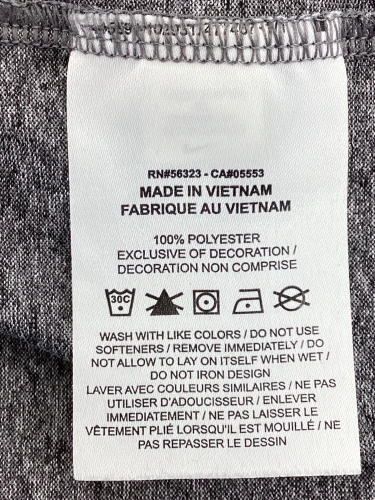 RN#56323 - CA#05553
MADE IN VIETNAM
FABRIQUE AU VIETNAM
100% POLYESTER
EXCLUSIVE OF DECORATION /
DECORATION NON COMPRISE
30C
WASH WITH LIKE COLORS / DO NOT USE
SOFTENERS / REMOVE IMMEDIATELY / DO
NOT ALLOW TO LAY ON ITSELF WHEN WET /
DO NOT IRON DESIGN
LAVER AVEC COULEURS SIMILAIRES / NE PAS
UTILISER D'ADOUCISSEUR / ENLEVER
IMMEDIATEMENT / NE PAS LAISSER LE
VÊTEMENT PLIÉ LORSQU'IL EST MOUILLÉ / NE
PAS REPASSER LE DESSIN